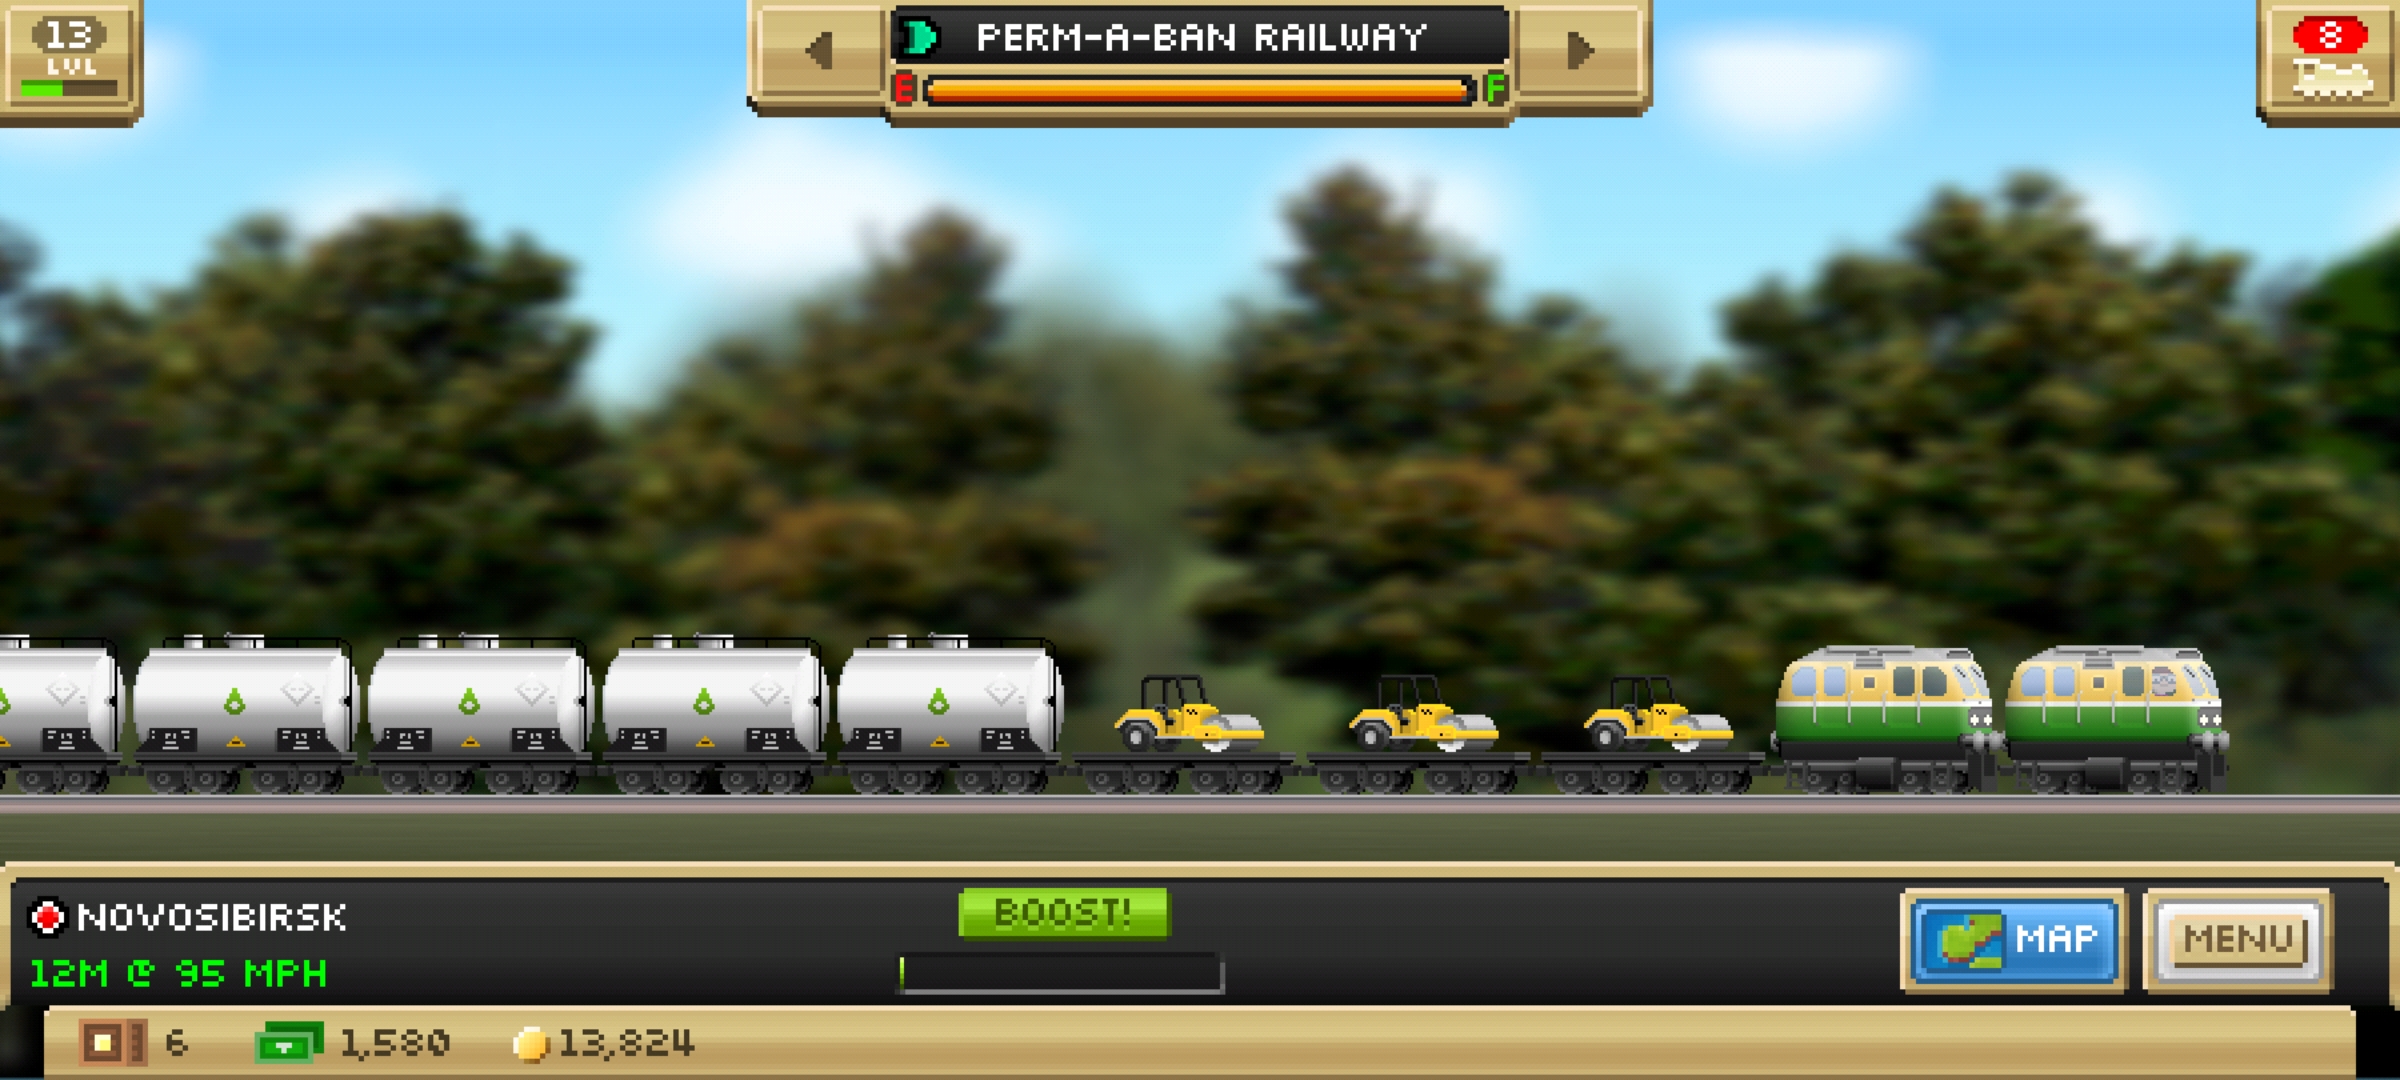 13
LVL
PERM-A-BAN RAILWAY
E F
8
NOVOSIBIRSK
12M @ 95 MPH
BOOST!
MAP
MENU
6 1,580 13,824